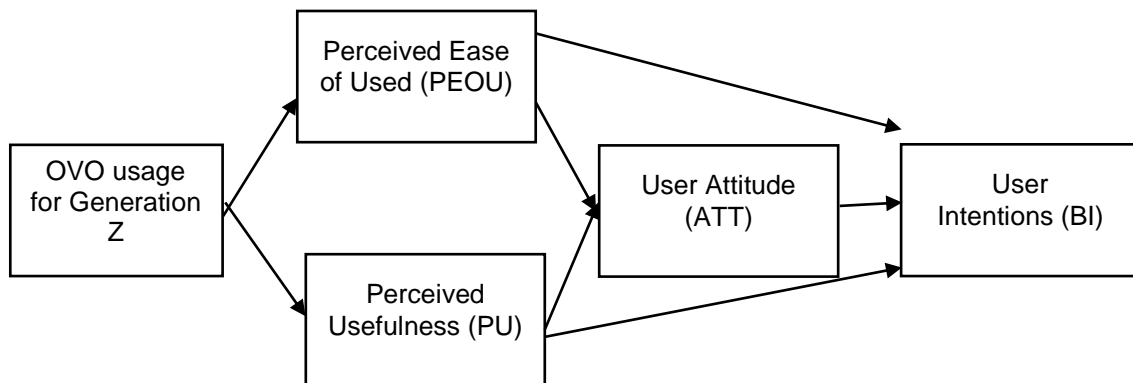 OVO usage
for Generation
Z
Perceived Ease
of Used (PEOU)
Perceived
Usefulness (PU)
User Attitude
(ATT)
User
Intentions (BI)